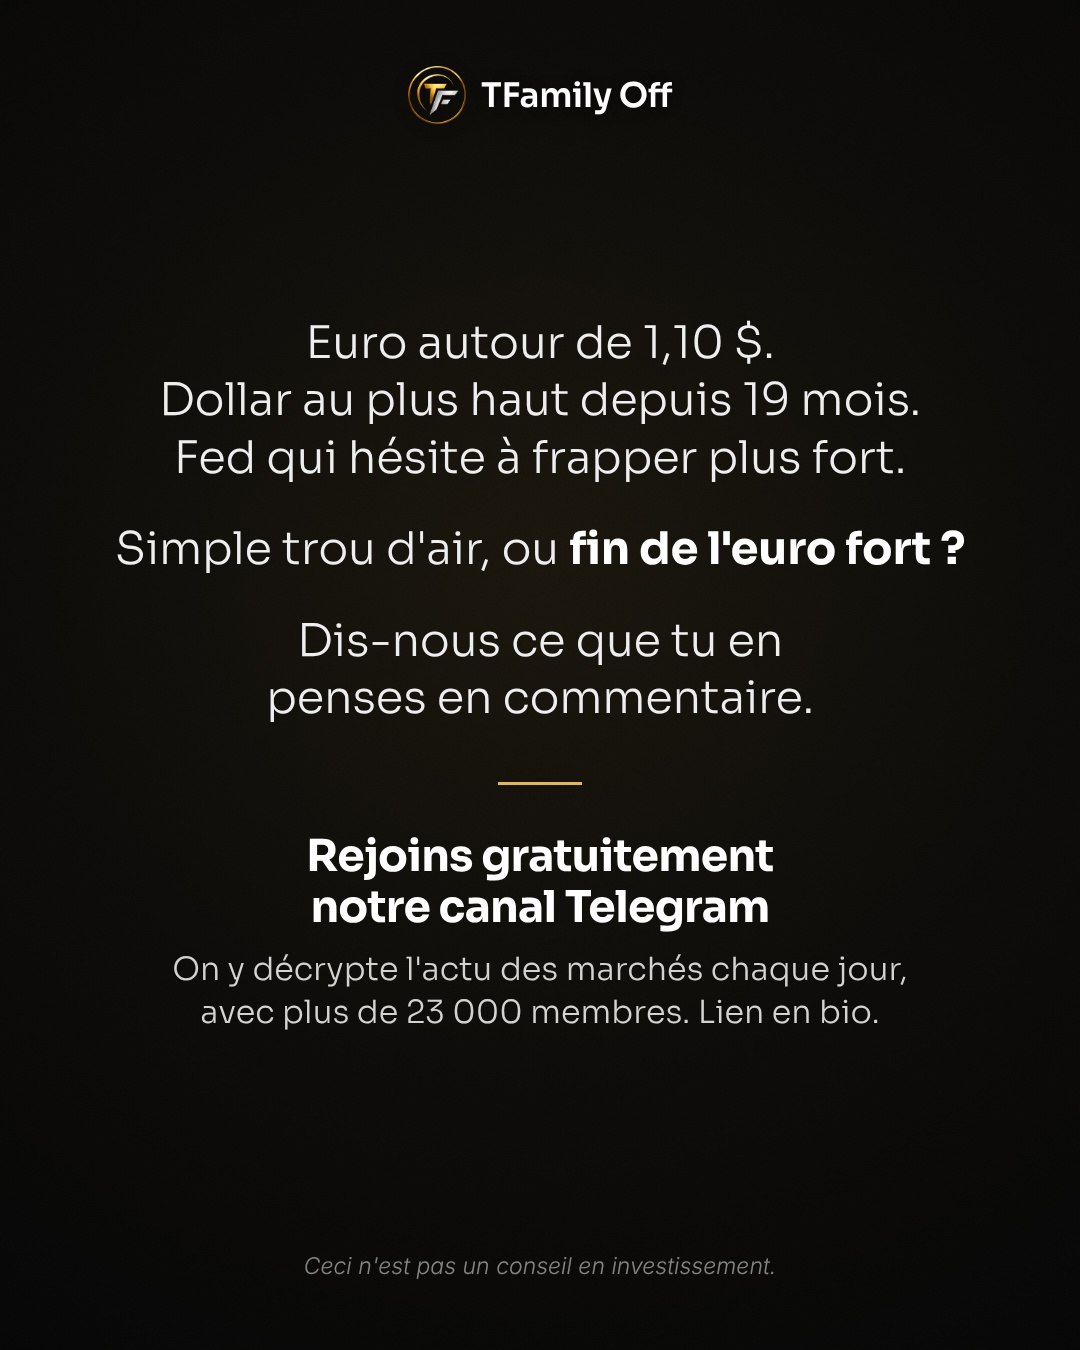 TF TFamily Off
Euro autour de 1,10 $.
Dollar au plus haut depuis 19 mois.
Fed qui hésite à frapper plus fort.
Simple trou d'air, ou fin de l'euro fort ?
Dis-nous ce que tu en
penses en commentaire.
Rejoins gratuitement
notre canal Telegram
On y décrypte l'actu des marchés chaque jour,
avec plus de 23 000 membres. Lien en bio.
Ceci n'est pas un conseil en investissement.